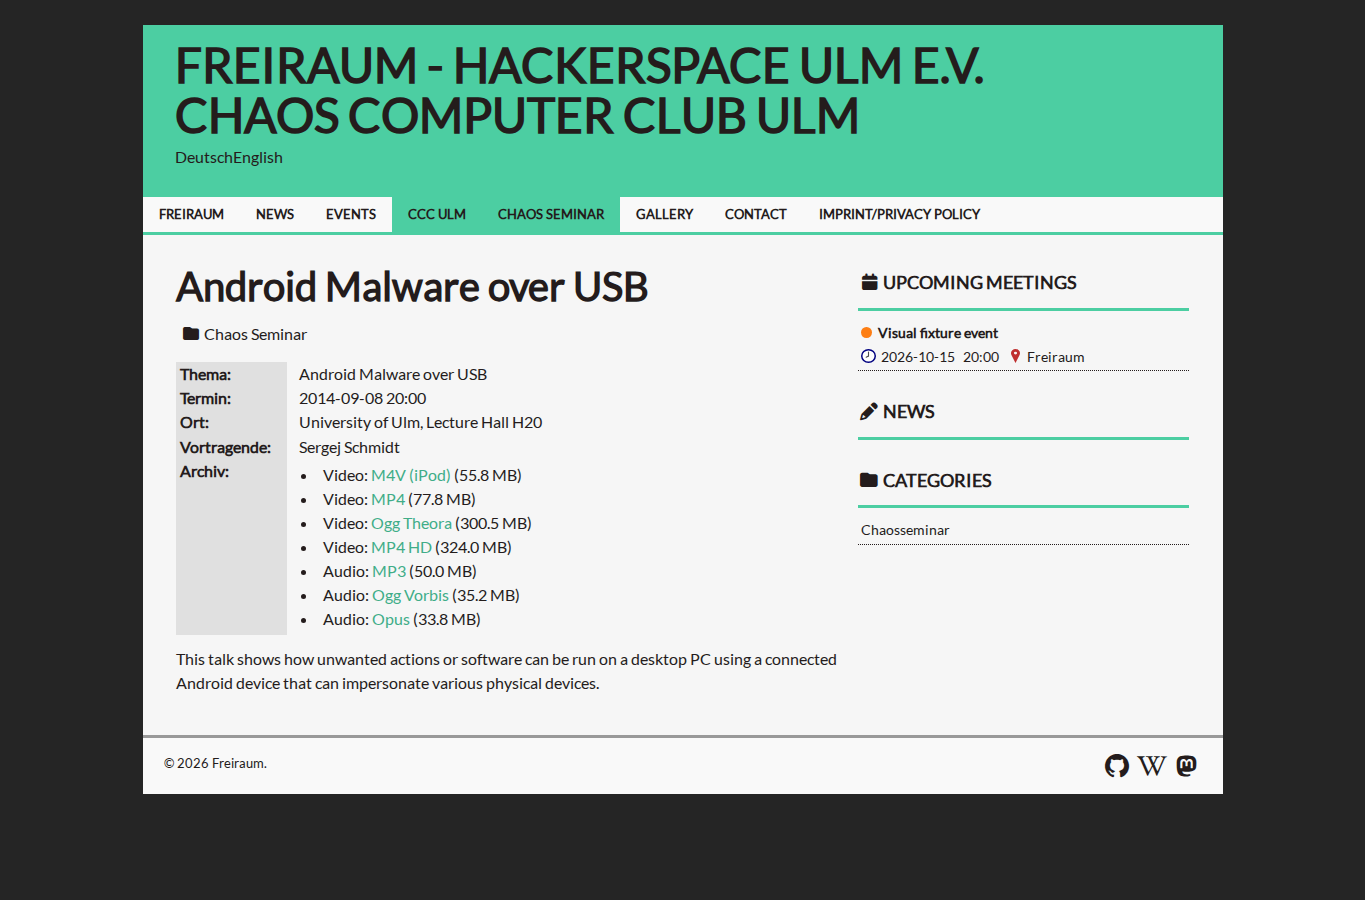 FREIRAUM - HACKERSPACE ULM E.V.
CHAOS COMPUTER CLUB ULM
DeutschEnglish
FREIRAUM NEWS EVENTS CCC ULM CHAOS SEMINAR GALLERY CONTACT IMPRINT/PRIVACY POLICY
Android Malware over USB
Chaos Seminar
Thema: Android Malware over USB
Termin: 2014-09-08 20:00
Ort: University of Ulm, Lecture Hall H20
Vortragende: Sergej Schmidt
Archiv:
• Video: M4V (iPod) (55.8 MB)
• Video: MP4 (77.8 MB)
• Video: Ogg Theora (300.5 MB)
• Video: MP4 HD (324.0 MB)
• Audio: MP3 (50.0 MB)
• Audio: Ogg Vorbis (35.2 MB)
• Audio: Opus (33.8 MB)
This talk shows how unwanted actions or software can be run on a desktop PC using a connected
Android device that can impersonate various physical devices.
UPCOMING MEETINGS
Visual fixture event
2026-10-15 20:00 Freiraum
NEWS
CATEGORIES
Chaosseminar
© 2026 Freiraum.